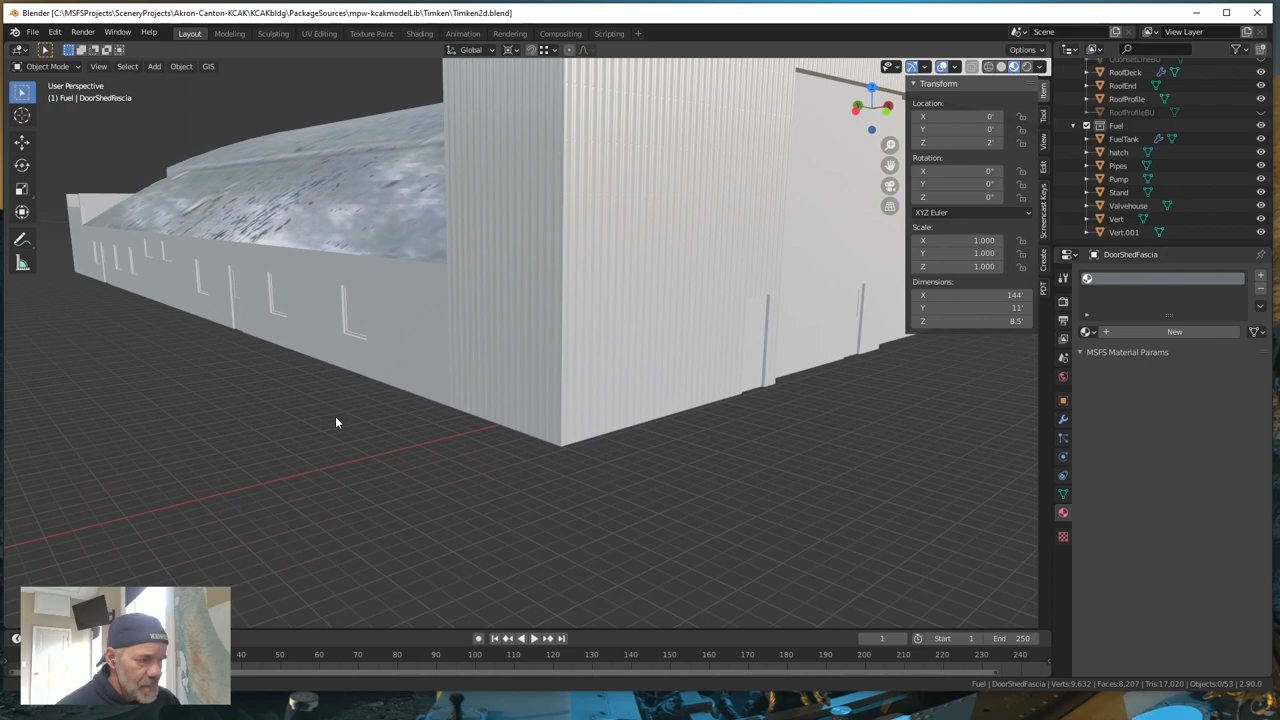 Blender [C:\MSFSProjects\SceneryProjects\Akron-Canton-KCAK\KCAKbldg\PackageSources\mpw-kcakmodelLib\Timken\Timken2d.blend]
File Edit Render Window Help Layout Modeling Sculpting UV Editing Texture Paint Shading Animation Rendering Compositing Scripting + Scene View Layer
Global Options
Object Mode View Select Add Object GIS
User Perspective
(1) Fuel | DoorShedFascia
Transform
Location:
X 0'
Y 0'
Z 2'
Rotation:
X 0°
Y 0°
Z 0°
XYZ Euler
Scale:
X 1.000
Y 1.000
Z 1.000
Dimensions:
X 144'
Y 11'
Z 8.5'
Item
Tool
View
Edit
Screencast Keys
Create
PDT
RoofDeck
RoofEnd
RoofProfile
RoofProfileBU
Fuel
FuelTank
hatch
Pipes
Pump
Stand
Valvehouse
Vert
Vert.001
DoorShedFascia
New
MSFS Material Params
1 Start 1 End 250
40 50 60 70 80 90 100 110 120 130 140 150 160 170 180 190 200 210 220 230 240
Fuel | DoorShedFascia | Verts:9,632 | Faces:8,207 | Tris:17,020 | Objects:0/53 | 2.90.0